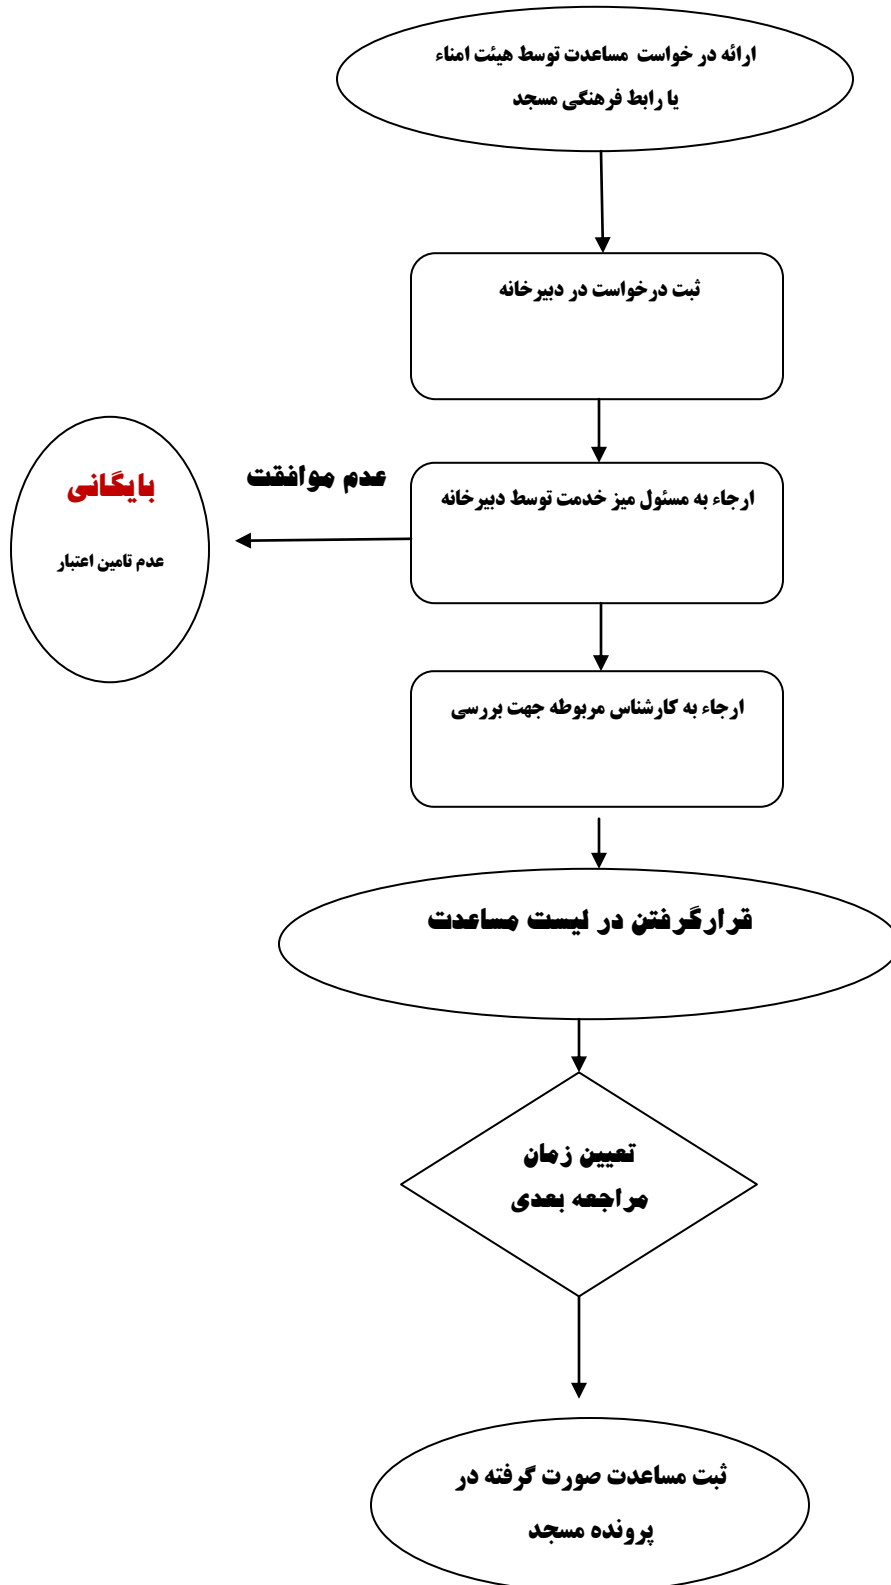 ارائه در خواست مساعدت توسط هیئت امناء
یا رابط فرهنگی مسجد
ثبت درخواست در دبیرخانه
ارجاء به مسئول میز خدمت توسط دبیرخانه
عدم موافقت
بایگانی
عدم تامین اعتبار
ارجاء به کارشناس مربوطه جهت بررسی
قرارگرفتن در لیست مساعدت
تعیین زمان
مراجعه بعدی
ثبت مساعدت صورت گرفته در
پرونده مسجد